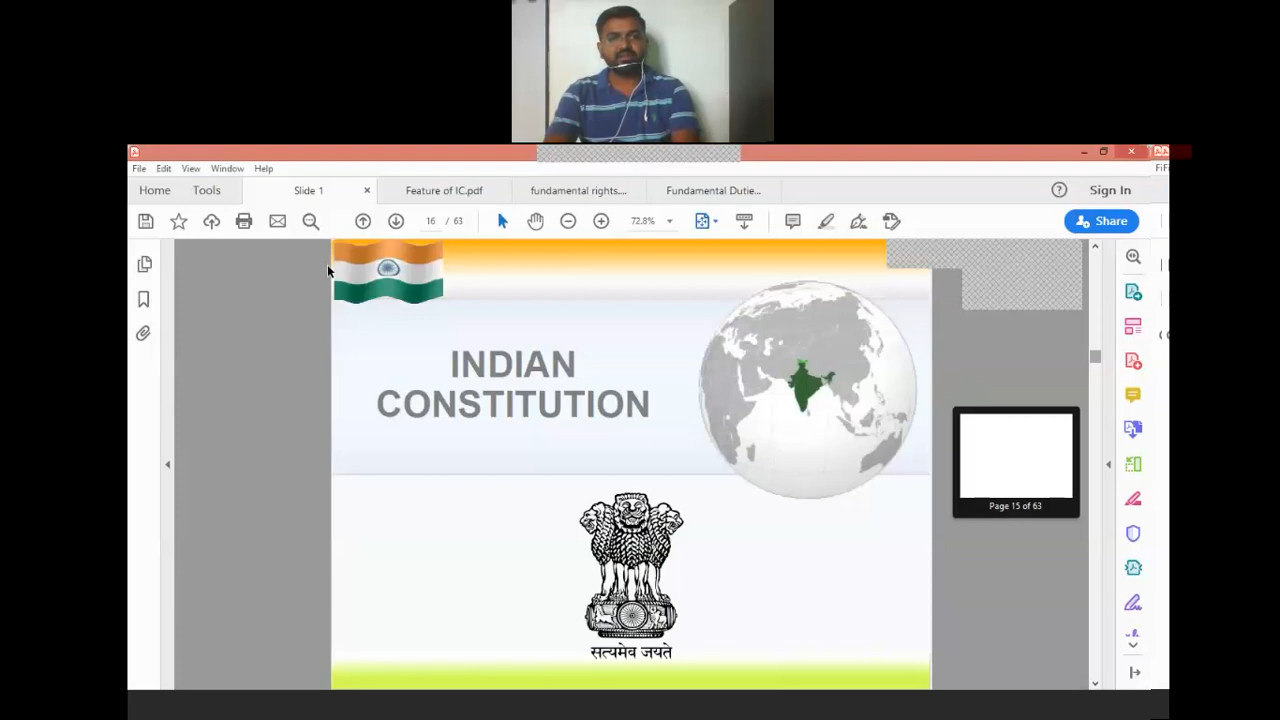 File Edit View Window Help
Home Tools Slide 1 × Feature of IC.pdf fundamental rights.... Fundamental Dutie... Sign In
16 / 63 72.8% Share
INDIAN
CONSTITUTION
Page 15 of 63
सत्यमेव जयते